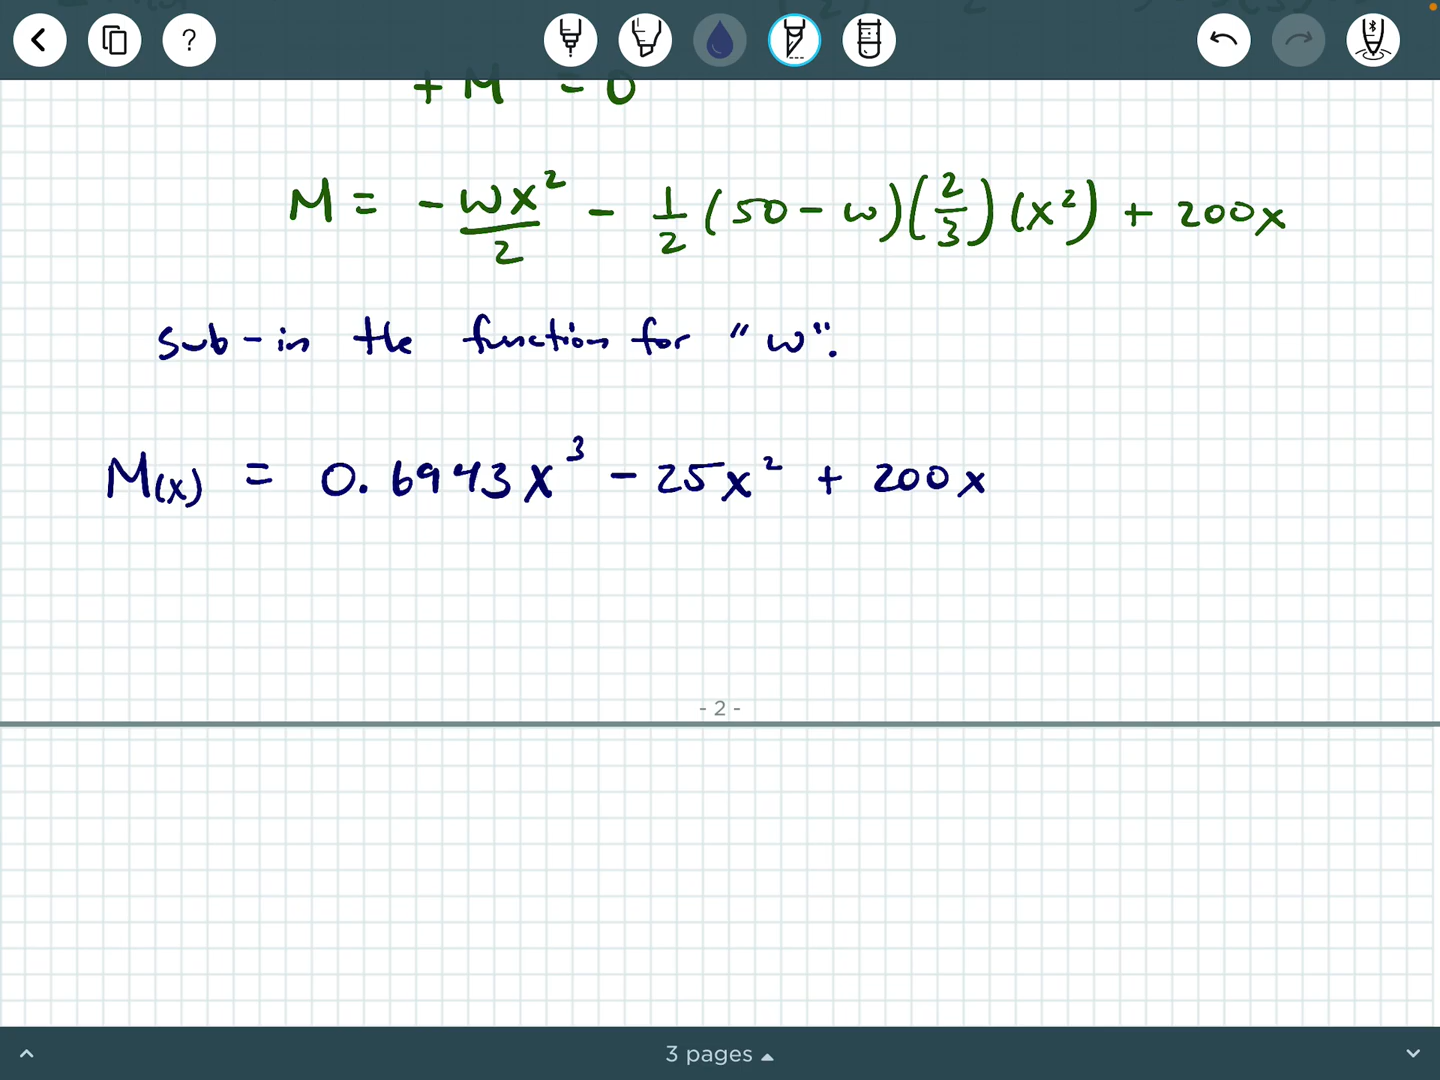 ?
+ M = 0
M = - wx²/2 - 1/2 (50 - w)(2/3)(x²) + 200x
sub-in the function for "w".
M(x) = 0.6943x³ - 25x² + 200x
- 2 -
3 pages